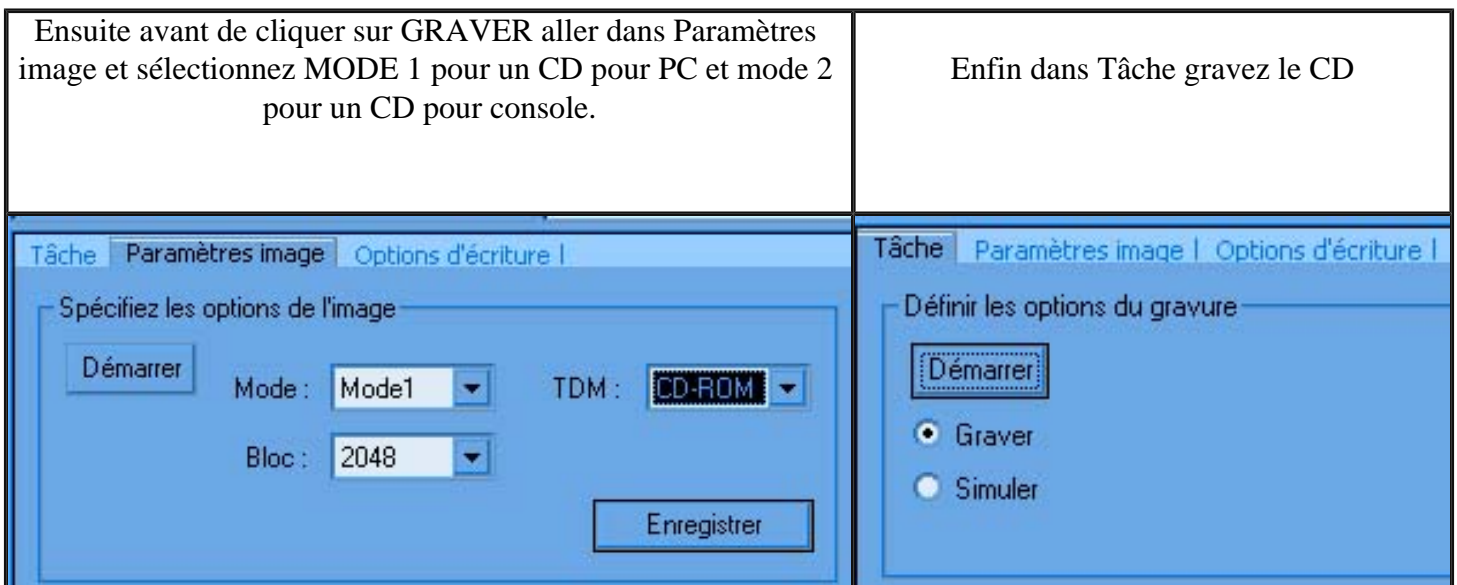 Ensuite avant de cliquer sur GRAVER aller dans Paramètres
image et sélectionnez MODE 1 pour un CD pour PC et mode 2
pour un CD pour console.
Enfin dans Tâche gravez le CD
Tâche Paramètres image Options d'écriture
Spécifiez les options de l'image
Démarrer
Mode : Mode1 TDM : CD-ROM
Bloc : 2048
Enregistrer
Tâche Paramètres image Options d'écriture
Définir les options du gravure
Démarrer
Graver
Simuler